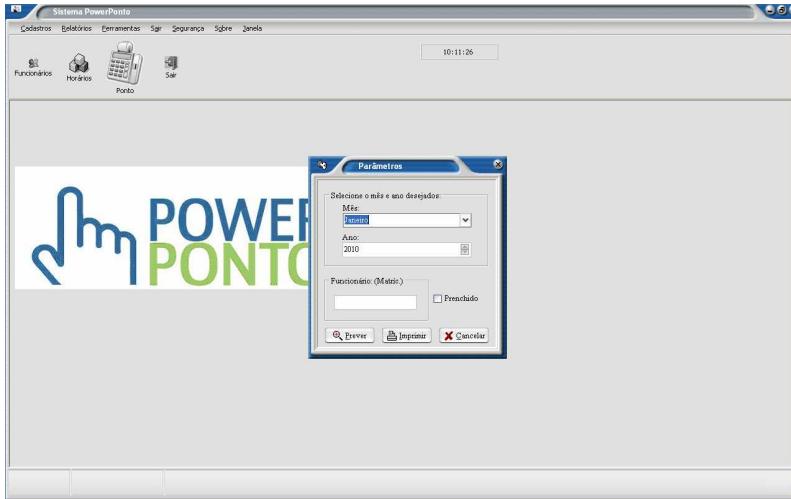 Sistema PowerPonto
Cadastros Relatórios Ferramentas Sair Segurança Sobre Janela
10:11:26
Funcionários
Horários
Ponto
Sair
POWER
PONTO
Parâmetros
Selecione o mês e ano desejados:
Mês:
Janeiro
Ano:
2010
Funcionário: (Matric.)
Prenchido
Prever Imprimir Cancelar